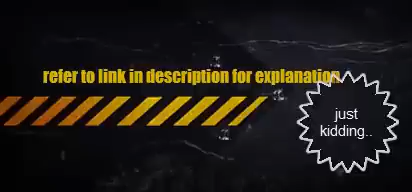 refer to link in description for explanation
just
kidding..